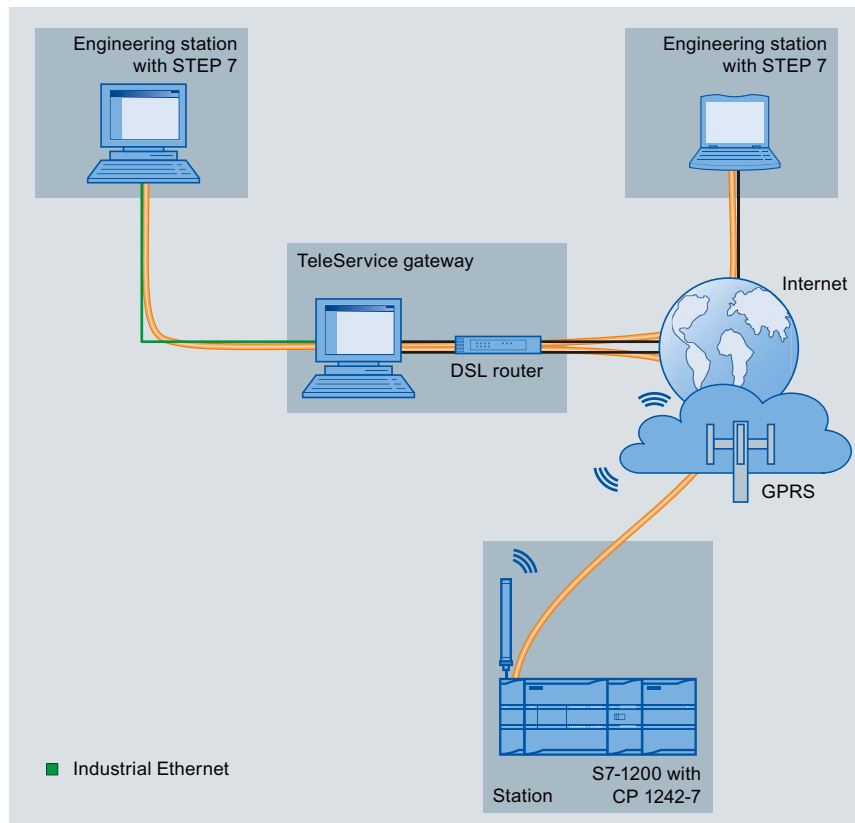 Engineering station
with STEP 7
Engineering station
with STEP 7
TeleService gateway
Internet
DSL router
GPRS
Industrial Ethernet
S7-1200 with
CP 1242-7
Station